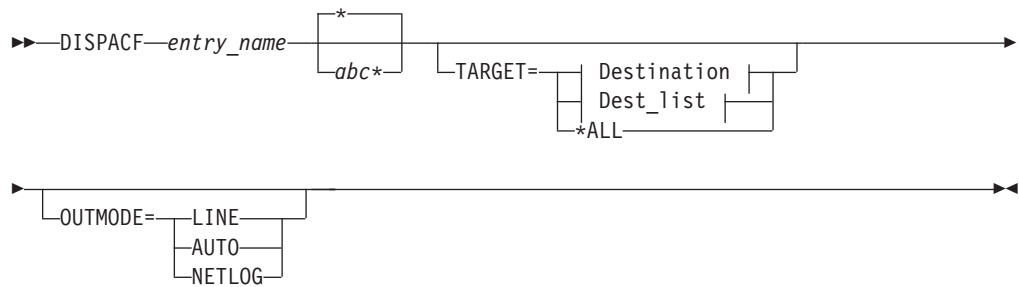 *
DISPACF entry_name
abc*
TARGET= Destination
Dest_list
*ALL
OUTMODE= LINE
AUTO
NETLOG